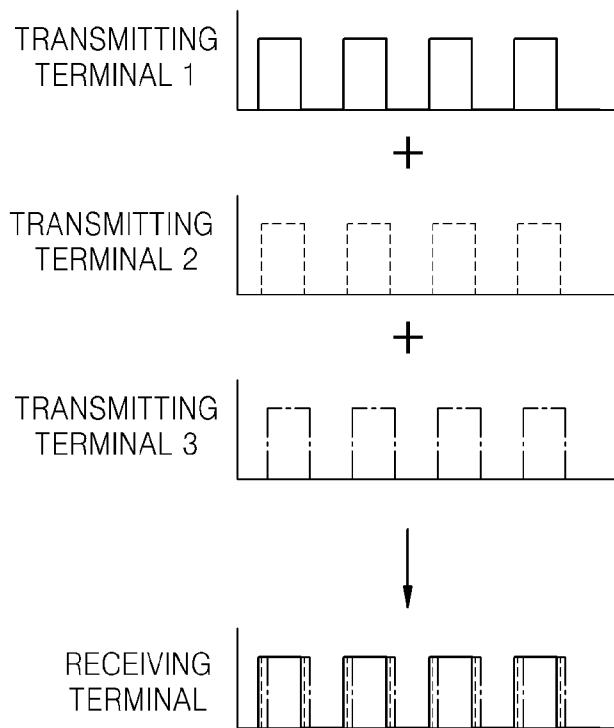 TRANSMITTING
TERMINAL 1
+
TRANSMITTING
TERMINAL 2
+
TRANSMITTING
TERMINAL 3
RECEIVING
TERMINAL